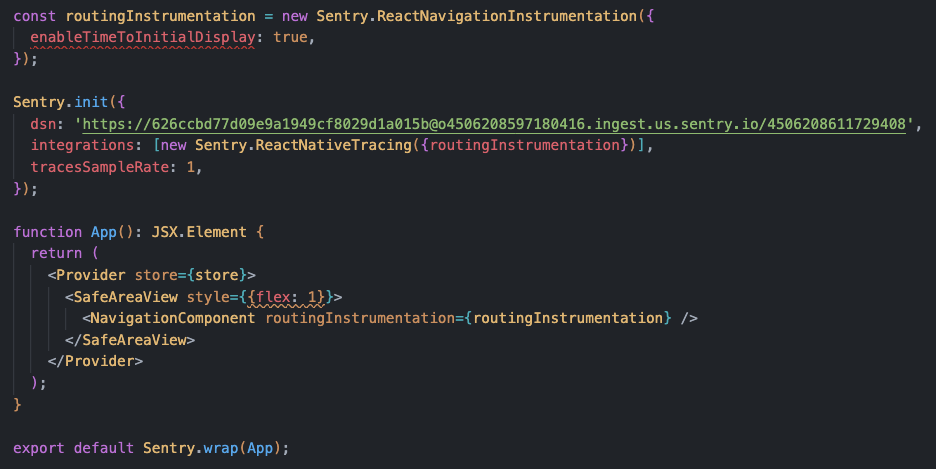 const routingInstrumentation = new Sentry.ReactNavigationInstrumentation({
  enableTimeToInitialDisplay: true,
});

Sentry.init({
  dsn: 'https://626ccbd77d09e9a1949cf8029d1a015b@o4506208597180416.ingest.us.sentry.io/4506208611729408',
  integrations: [new Sentry.ReactNativeTracing({routingInstrumentation})],
  tracesSampleRate: 1,
});

function App(): JSX.Element {
  return (
    <Provider store={store}>
      <SafeAreaView style={{flex: 1}}>
        <NavigationComponent routingInstrumentation={routingInstrumentation} />
      </SafeAreaView>
    </Provider>
  );
}

export default Sentry.wrap(App);